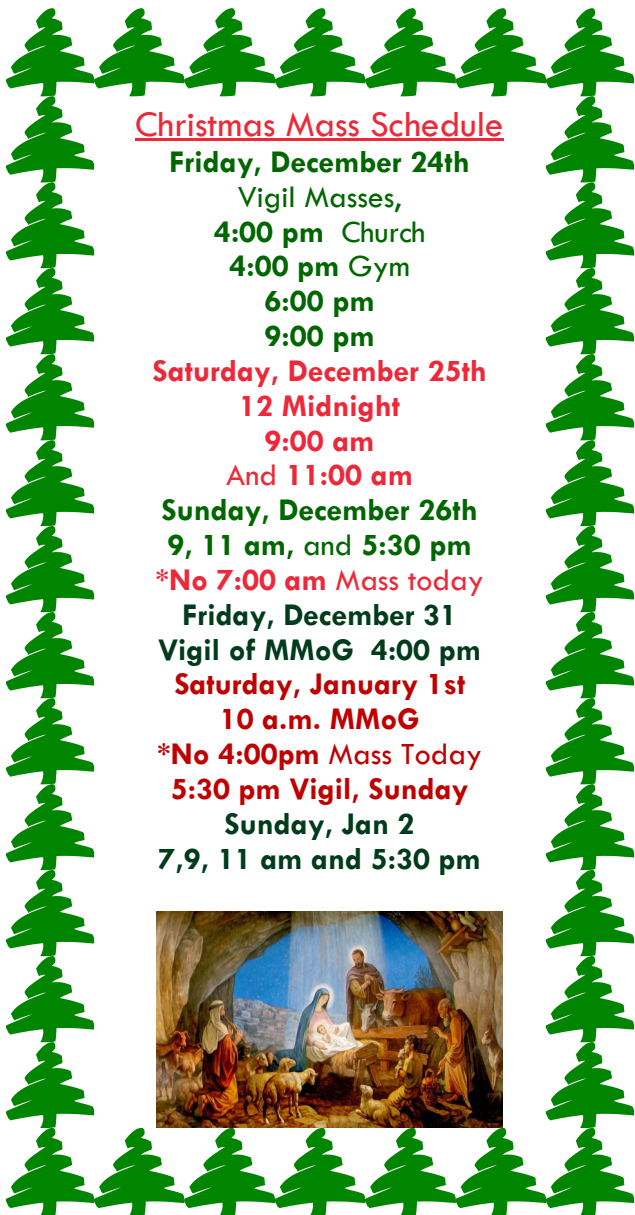 Christmas Mass Schedule
Friday, December 24th
Vigil Masses,
4:00 pm  Church
4:00 pm Gym
6:00 pm
9:00 pm
Saturday, December 25th
12 Midnight
9:00 am
And 11:00 am
Sunday, December 26th
9, 11 am, and 5:30 pm
*No 7:00 am Mass today
Friday, December 31
Vigil of MMoG  4:00 pm
Saturday, January 1st
10 a.m. MMoG
*No 4:00pm Mass Today
5:30 pm Vigil, Sunday
Sunday, Jan 2
7,9, 11 am and 5:30 pm